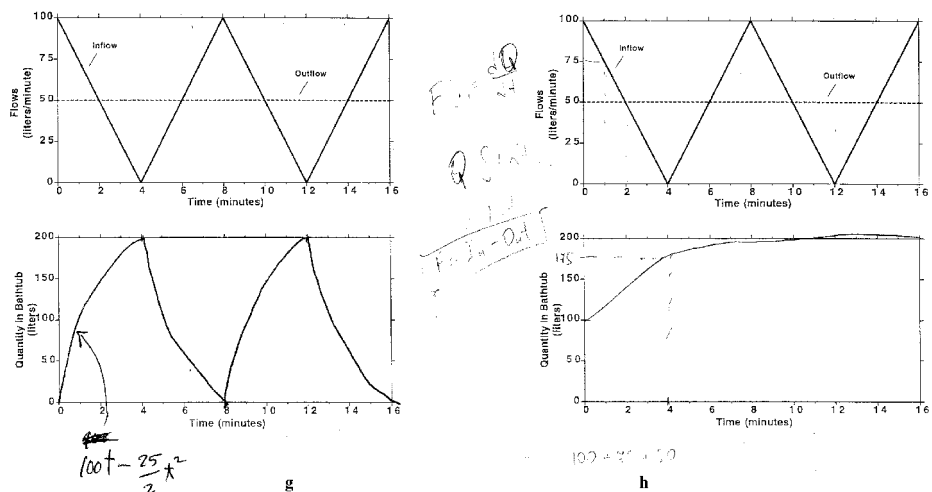 100
75
50
25
0
Flows
(liters/minute)
Inflow
Outflow
0 2 4 6 8 10 12 14 16
Time (minutes)
200
150
100
50
0
Quantity in Bathtub
(liters)
0 2 4 6 8 10 12 14 16
Time (minutes)
100t - 25/2 t²
g
Q
F = In - Out
100
75
50
25
0
Flows
(liters/minute)
Inflow
Outflow
0 2 4 6 8 10 12 14 16
Time (minutes)
200
175
150
100
50
0
Quantity in Bathtub
(liters)
0 2 4 6 8 10 12 14 16
Time (minutes)
h